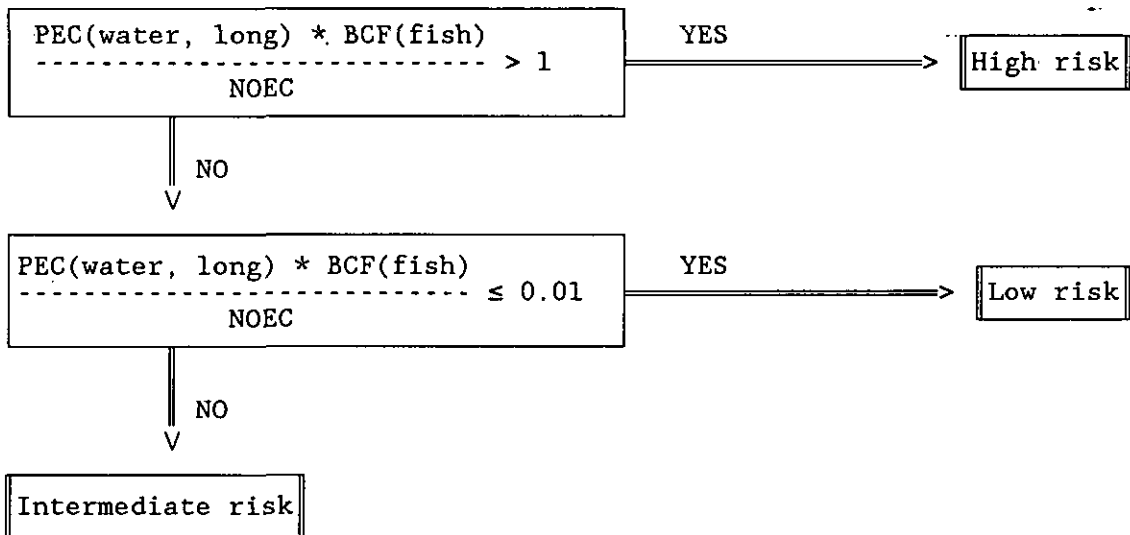 PEC(water, long) * BCF(fish)
---------------------------- > 1
NOEC
YES
High risk
NO
PEC(water, long) * BCF(fish)
---------------------------- ≤ 0.01
NOEC
YES
Low risk
NO
Intermediate risk